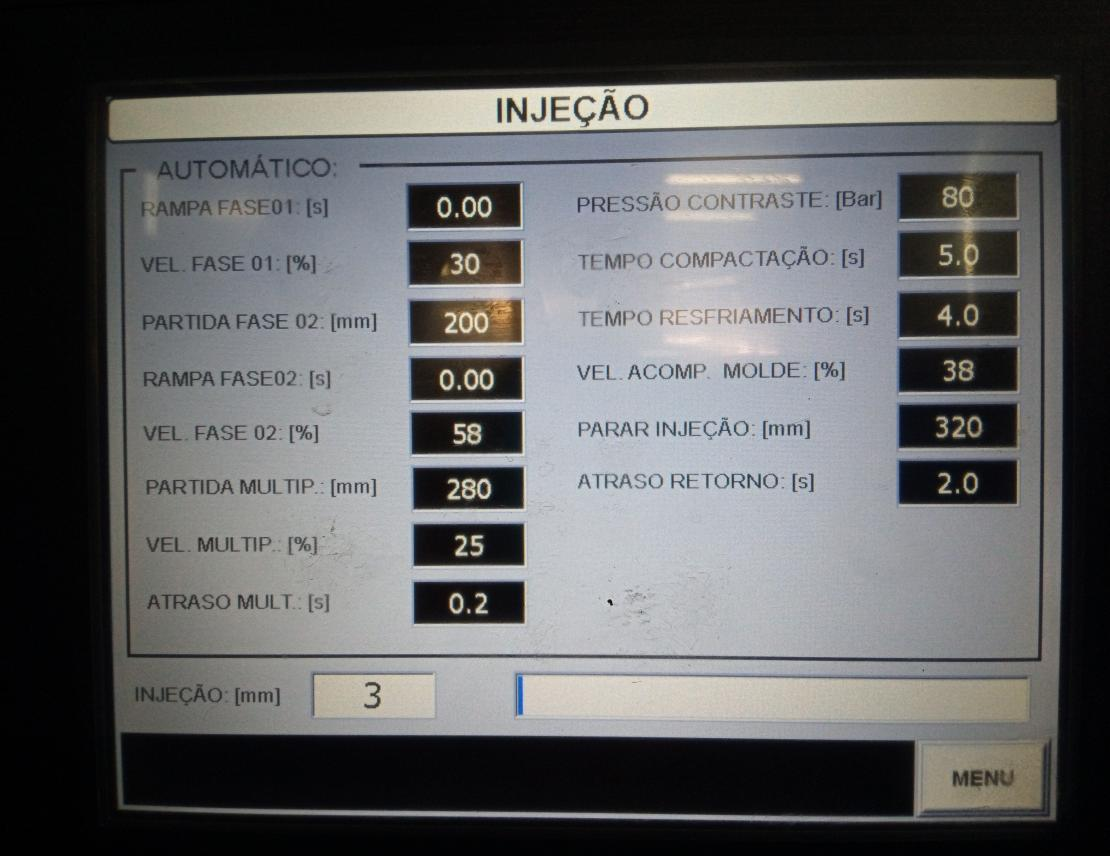 INJEÇÃO
AUTOMÁTICO:
RAMPA FASE01: [s] 0.00
VEL. FASE 01: [%] 30
PARTIDA FASE 02: [mm] 200
RAMPA FASE02: [s] 0.00
VEL. FASE 02: [%] 58
PARTIDA MULTIP.: [mm] 280
VEL. MULTIP.: [%] 25
ATRASO MULT.: [s] 0.2
PRESSÃO CONTRASTE: [Bar] 80
TEMPO COMPACTAÇÃO: [s] 5.0
TEMPO RESFRIAMENTO: [s] 4.0
VEL. ACOMP. MOLDE: [%] 38
PARAR INJEÇÃO: [mm] 320
ATRASO RETORNO: [s] 2.0
INJEÇÃO: [mm] 3
MENU